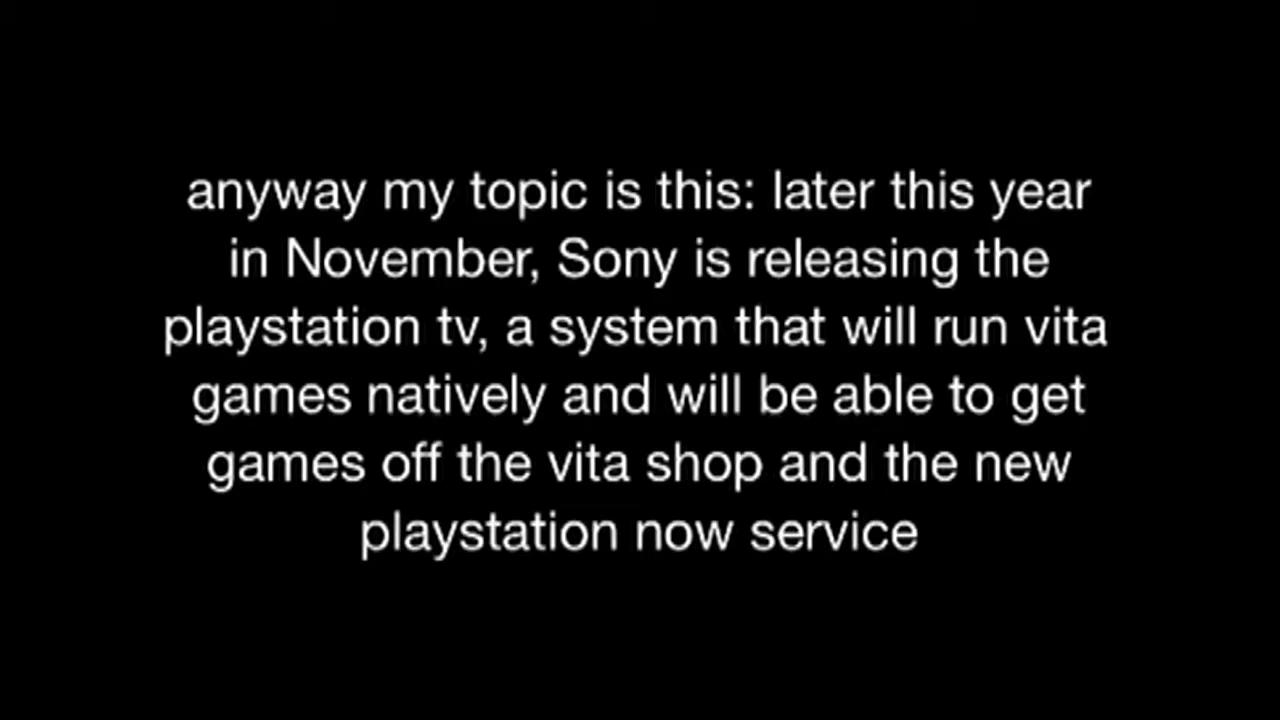 anyway my topic is this: later this year
in November, Sony is releasing the
playstation tv, a system that will run vita
games natively and will be able to get
games off the vita shop and the new
playstation now service